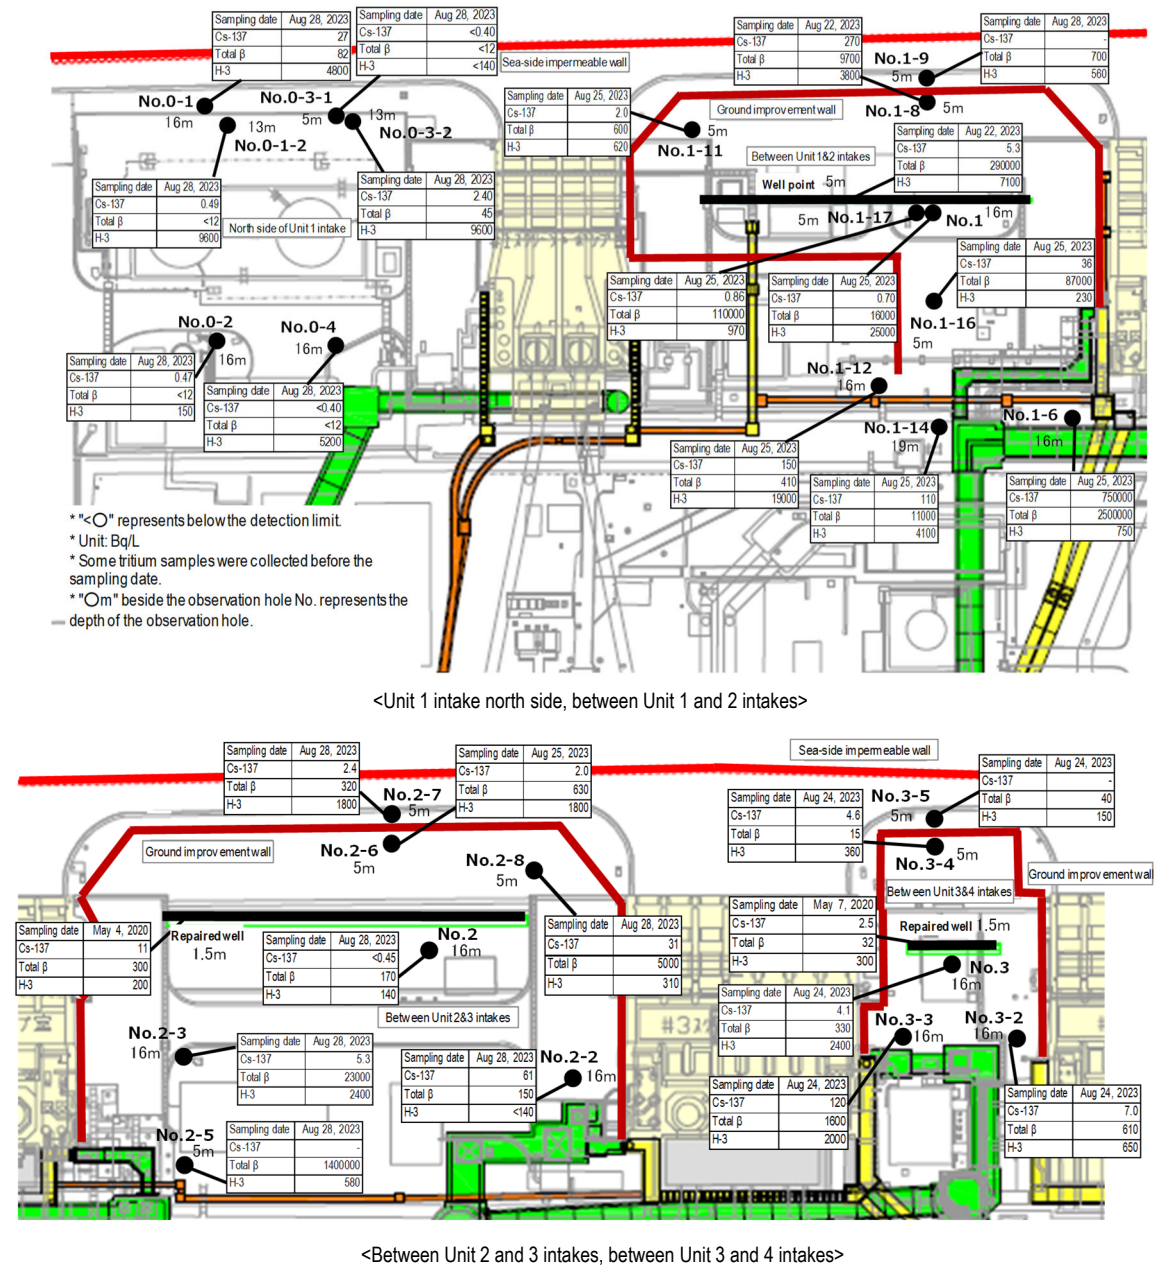 Sampling date Aug 28, 2023
Cs-137 27
Total β 82
H-3 4800
Sampling date Aug 28, 2023
Cs-137 <0.40
Total β <12
H-3 <140
Sea-side impermeable wall
Sampling date Aug 22, 2023
Cs-137 270
Total β 9700
H-3 3800
Sampling date Aug 28, 2023
Cs-137 -
Total β 700
H-3 560
No.1-9
5m
No.0-1
16m
No.0-3-1
5m
13m
No.0-3-2
13m
No.0-1-2
Sampling date Aug 25, 2023
Cs-137 2.0
Total β 600
H-3 620
5m
No.1-11
Ground improvement wall
No.1-8
5m
Sampling date Aug 22, 2023
Cs-137 5.3
Total β 290000
H-3 7100
Between Unit 1&2 intakes
Well point 5m
Sampling date Aug 28, 2023
Cs-137 0.49
Total β <12
H-3 9600
North side of Unit 1 intake
Sampling date Aug 28, 2023
Cs-137 2.40
Total β 45
H-3 9600
5m No.1-17
No.1
16m
Sampling date Aug 25, 2023
Cs-137 36
Total β 87000
H-3 230
Sampling date Aug 25, 2023
Cs-137 0.86
Total β 110000
H-3 970
Sampling date Aug 25, 2023
Cs-137 0.70
Total β 16000
H-3 25000
No.1-16
5m
No.0-2
16m
No.0-4
16m
Sampling date Aug 28, 2023
Cs-137 0.47
Total β <12
H-3 150
Sampling date Aug 28, 2023
Cs-137 <0.40
Total β <12
H-3 5200
No.1-12
16m
No.1-14
19m
No.1-6
16m
Sampling date Aug 25, 2023
Cs-137 150
Total β 410
H-3 19000
Sampling date Aug 25, 2023
Cs-137 110
Total β 11000
H-3 4100
Sampling date Aug 25, 2023
Cs-137 750000
Total β 2500000
H-3 750
* "<○" represents below the detection limit.
* Unit: Bq/L
* Some tritium samples were collected before the
sampling date.
* "○m" beside the observation hole No. represents the
depth of the observation hole.
<Unit 1 intake north side, between Unit 1 and 2 intakes>
Sampling date Aug 28, 2023
Cs-137 2.4
Total β 320
H-3 1800
Sampling date Aug 25, 2023
Cs-137 2.0
Total β 630
H-3 1800
Sea-side impermeable wall
Sampling date Aug 24, 2023
Cs-137 -
Total β 40
H-3 150
No.2-7
5m
Sampling date Aug 24, 2023
Cs-137 4.6
Total β 15
H-3 360
No.3-5
5m
Ground improvement wall
No.2-6
5m
No.2-8
5m
No.3-4
5m
Ground improvement wall
Between Unit 3&4 intakes
Sampling date May 4, 2020
Cs-137 11
Total β 300
H-3 200
Repaired well
1.5m
Sampling date Aug 28, 2023
Cs-137 <0.45
Total β 170
H-3 140
No.2
16m
Sampling date Aug 28, 2023
Cs-137 31
Total β 5000
H-3 310
Sampling date May 7, 2020
Cs-137 2.5
Total β 32
H-3 300
Repaired well 1.5m
No.3
16m
Between Unit 2&3 intakes
Sampling date Aug 24, 2023
Cs-137 4.1
Total β 330
H-3 2400
No.3-3
16m
No.3-2
16m
No.2-3
16m
Sampling date Aug 28, 2023
Cs-137 5.3
Total β 23000
H-3 2400
Sampling date Aug 28, 2023
Cs-137 61
Total β 150
H-3 <140
No.2-2
16m
Sampling date Aug 24, 2023
Cs-137 120
Total β 1600
H-3 2000
Sampling date Aug 24, 2023
Cs-137 7.0
Total β 610
H-3 650
No.2-5
5m
Sampling date Aug 28, 2023
Cs-137 -
Total β 1400000
H-3 580
<Between Unit 2 and 3 intakes, between Unit 3 and 4 intakes>